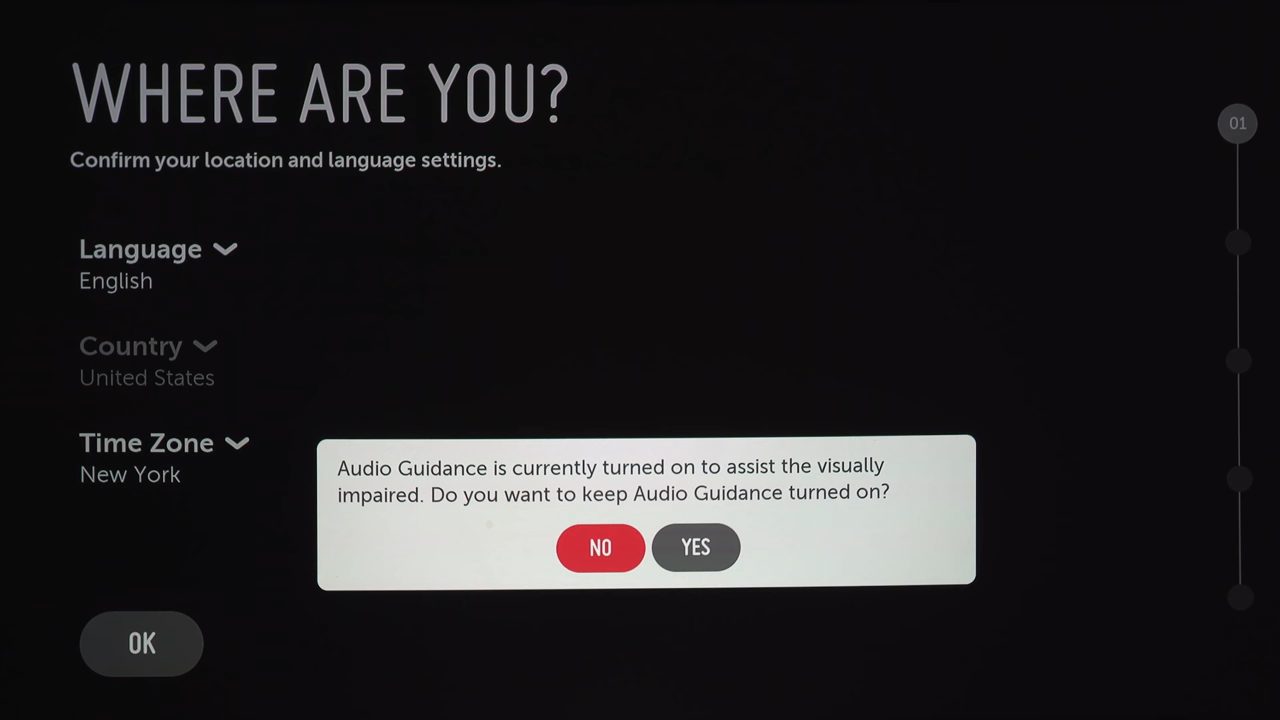 WHERE ARE YOU?
Confirm your location and language settings.
01
Language
English
Country
United States
Time Zone
New York
Audio Guidance is currently turned on to assist the visually
impaired. Do you want to keep Audio Guidance turned on?
NO
YES
OK